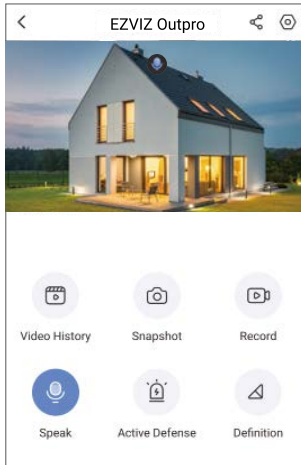 EZVIZ Outpro
Video History
Snapshot
Record
Speak
Active Defense
Definition